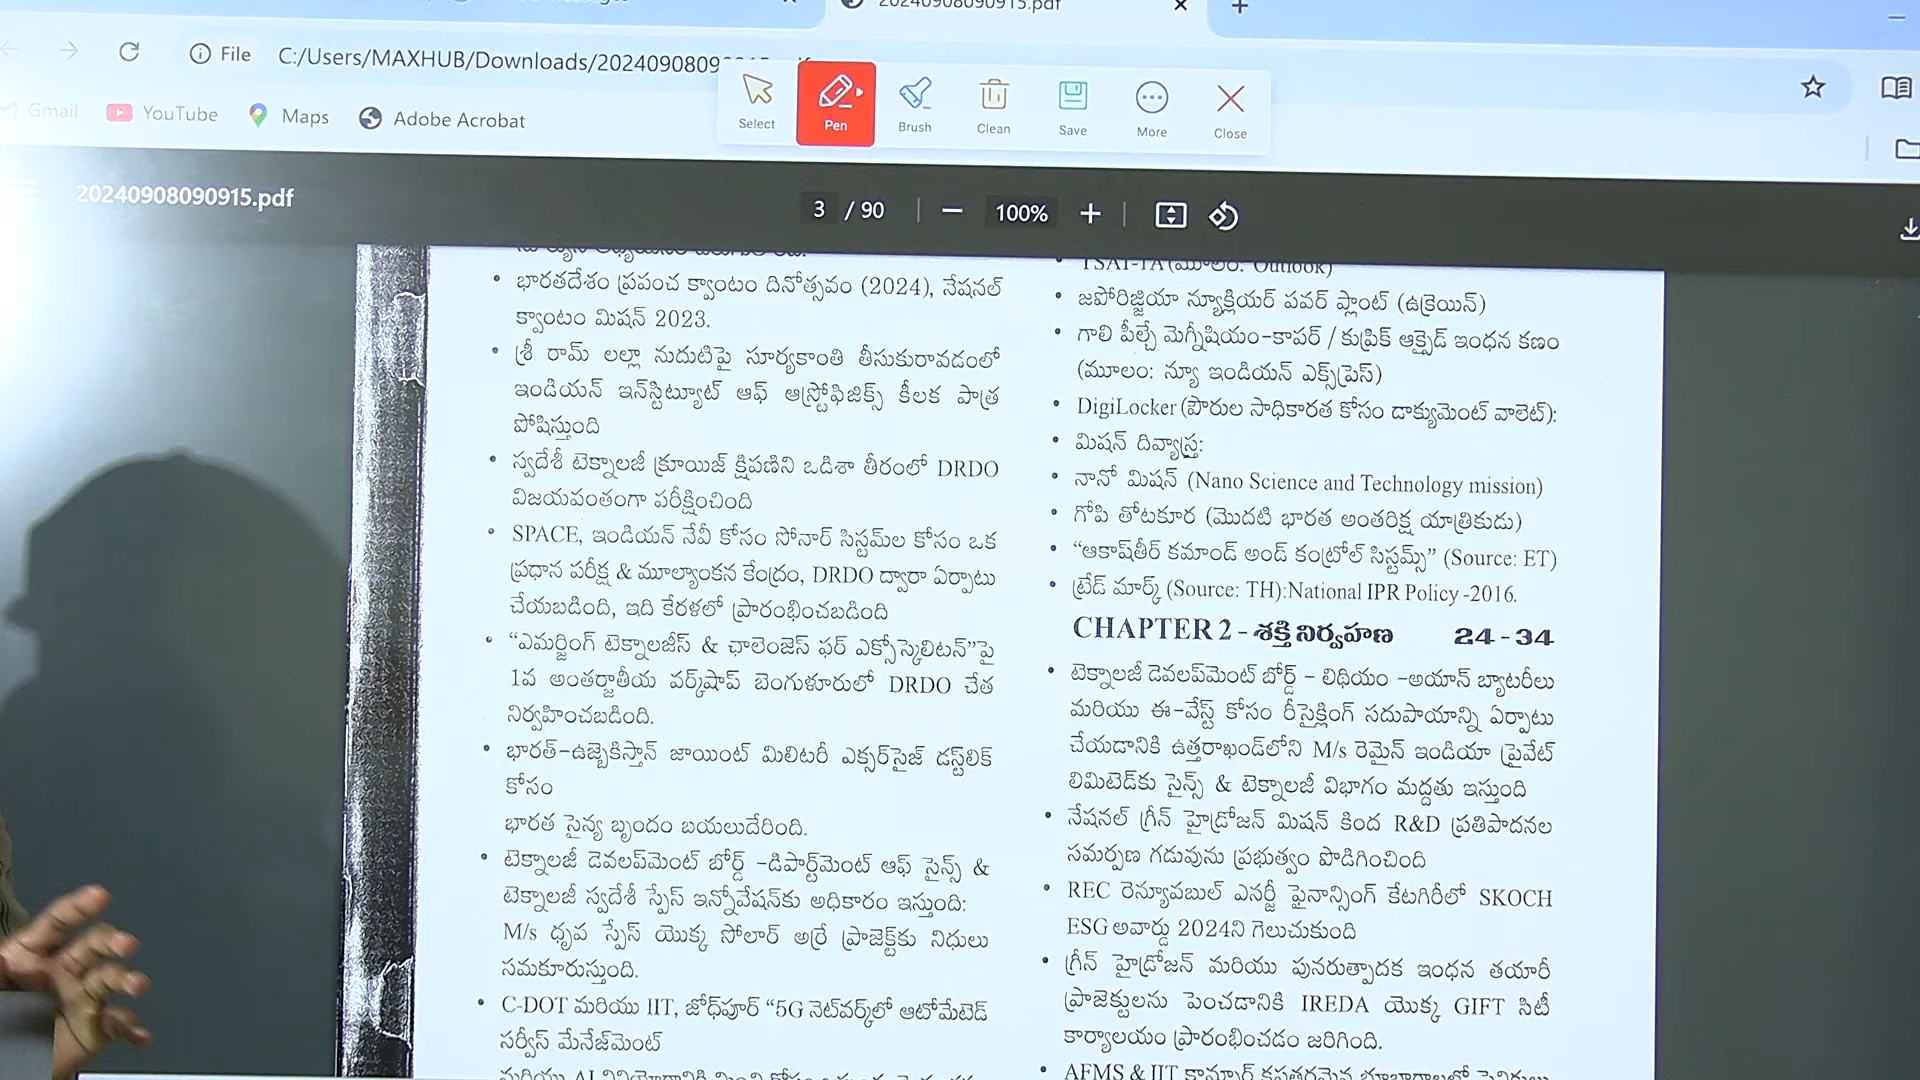 20240908090915.pdf
File C:/Users/MAXHUB/Downloads/202409080
Gmail YouTube Maps Adobe Acrobat
Select Pen Brush Clean Save More Close
20240908090915.pdf 3 / 90 100%
భారతదేశం ప్రపంచ క్వాంటం దినోత్సవం (2024), నేషనల్
క్వాంటం మిషన్ 2023.
శ్రీ రామ్ లల్లా నుదుటిపై సూర్యకాంతి తీసుకురావడంలో
ఇండియన్ ఇన్‌స్టిట్యూట్ ఆఫ్ ఆస్ట్రోఫిజిక్స్ కీలక పాత్ర
పోషిస్తుంది
స్వదేశీ టెక్నాలజీ క్రూయిజ్ క్షిపణిని ఒడిశా తీరంలో DRDO
విజయవంతంగా పరీక్షించింది
SPACE, ఇండియన్ నేవీ కోసం సోనార్ సిస్టమ్‌ల కోసం ఒక
ప్రధాన పరీక్ష & మూల్యాంకన కేంద్రం, DRDO ద్వారా ఏర్పాటు
చేయబడింది, ఇది కేరళలో ప్రారంభించబడింది
“ఎమర్జింగ్ టెక్నాలజీస్ & ఛాలెంజెస్ ఫర్ ఎక్సోస్కెలిటన్”పై
1వ అంతర్జాతీయ వర్క్‌షాప్ బెంగుళూరులో DRDO చేత
నిర్వహించబడింది.
భారత్-ఉజ్బెకిస్తాన్ జాయింట్ మిలిటరీ ఎక్సర్‌సైజ్ డస్ట్‌లిక్
కోసం
భారత సైన్య బృందం బయలుదేరింది.
టెక్నాలజీ డెవలప్‌మెంట్ బోర్డ్ -డిపార్ట్‌మెంట్ ఆఫ్ సైన్స్ &
టెక్నాలజీ స్వదేశీ స్పేస్ ఇన్నోవేషన్‌కు అధికారం ఇస్తుంది:
M/s ధృవ స్పేస్ యొక్క సోలార్ అర్రే ప్రాజెక్ట్‌కు నిధులు
సమకూరుస్తుంది.
C-DOT మరియు IIT, జోధ్‌పూర్ “5G నెట్‌వర్క్‌లో ఆటోమేటెడ్
సర్వీస్ మేనేజ్‌మెంట్
TSAT-1A (మూలం: Outlook)
జపోరిజ్జియా న్యూక్లియర్ పవర్ ప్లాంట్ (ఉక్రెయిన్)
గాలి పీల్చే మెగ్నీషియం-కాపర్ / కుప్రిక్ ఆక్సైడ్ ఇంధన కణం
(మూలం: న్యూ ఇండియన్ ఎక్స్‌ప్రెస్)
DigiLocker (పౌరుల సాధికారత కోసం డాక్యుమెంట్ వాలెట్):
మిషన్ దివ్యాస్త్ర:
నానో మిషన్ (Nano Science and Technology mission)
గోపి తోటకూర (మొదటి భారత అంతరిక్ష యాత్రికుడు)
“ఆకాష్‌తీర్ కమాండ్ అండ్ కంట్రోల్ సిస్టమ్స్” (Source: ET)
ట్రేడ్ మార్క్ (Source: TH):National IPR Policy -2016.
CHAPTER 2 - శక్తి నిర్వహణ 24 - 34
టెక్నాలజీ డెవలప్‌మెంట్ బోర్డ్ - లిథియం -అయాన్ బ్యాటరీలు
మరియు ఈ-వేస్ట్ కోసం రీసైక్లింగ్ సదుపాయాన్ని ఏర్పాటు
చేయడానికి ఉత్తరాఖండ్‌లోని M/s రెమైన్ ఇండియా ప్రైవేట్
లిమిటెడ్‌కు సైన్స్ & టెక్నాలజీ విభాగం మద్దతు ఇస్తుంది
నేషనల్ గ్రీన్ హైడ్రోజన్ మిషన్ కింద R&D ప్రతిపాదనల
సమర్పణ గడువును ప్రభుత్వం పొడిగించింది
REC రెన్యూవబుల్ ఎనర్జీ ఫైనాన్సింగ్ కేటగిరీలో SKOCH
ESG అవార్డు 2024ని గెలుచుకుంది
గ్రీన్ హైడ్రోజన్ మరియు పునరుత్పాదక ఇంధన తయారీ
ప్రాజెక్టులను పెంచడానికి IREDA యొక్క GIFT సిటీ
కార్యాలయం ప్రారంభించడం జరిగింది.
AFMS & IIT కాన్పూర్